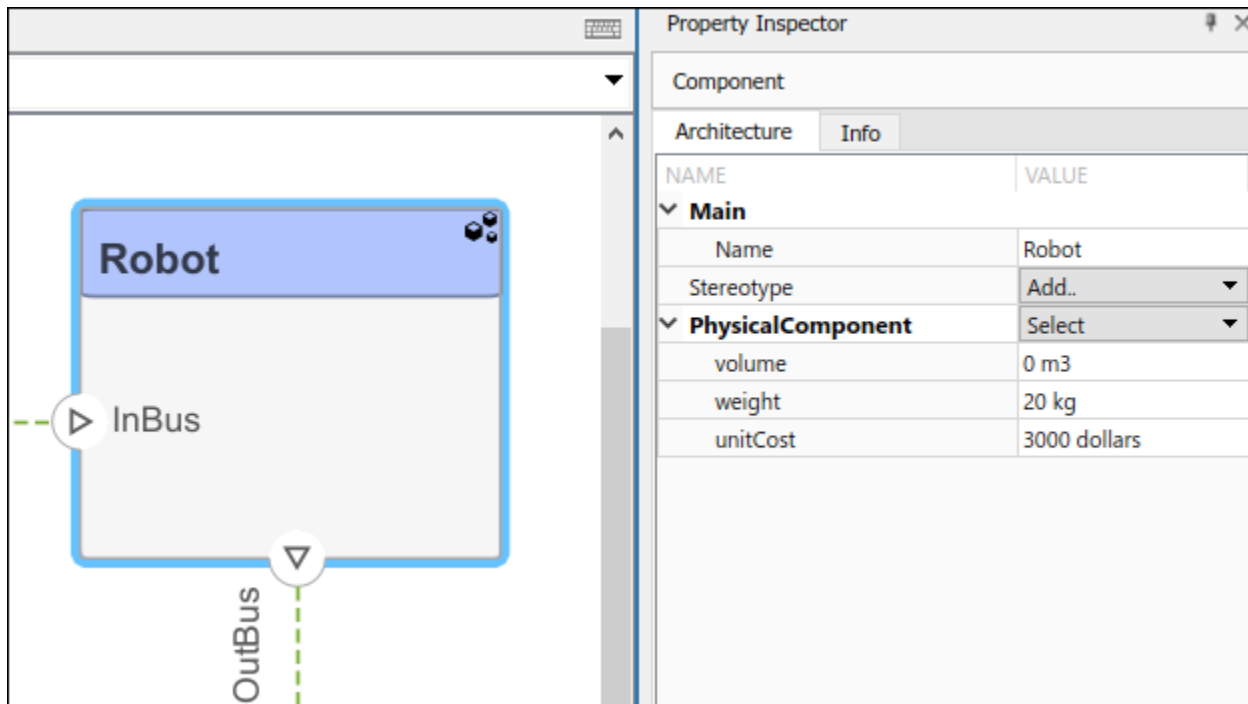 Robot
InBus
OutBus
Property Inspector
Component
Architecture Info
NAME VALUE
Main
Name Robot
Stereotype Add..
PhysicalComponent Select
volume 0 m3
weight 20 kg
unitCost 3000 dollars